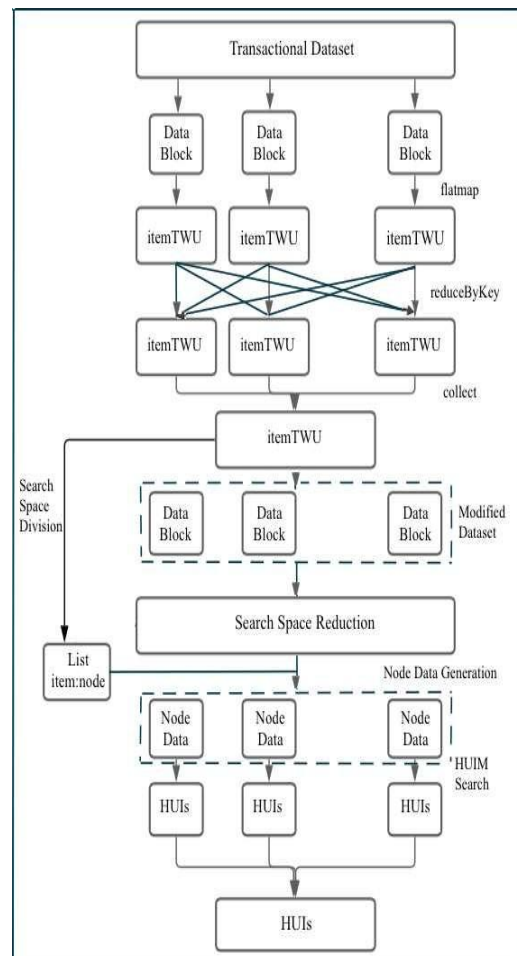 Transactional Dataset
Data
Block
Data
Block
Data
Block
flatmap
itemTWU
itemTWU
itemTWU
reduceByKey
itemTWU
itemTWU
itemTWU
collect
itemTWU
Search
Space
Division
Data
Block
Data
Block
Data
Block
Modified
Dataset
Search Space Reduction
List
item:node
Node Data Generation
Node
Data
Node
Data
Node
Data
HUIM
Search
HUIs
HUIs
HUIs
HUIs